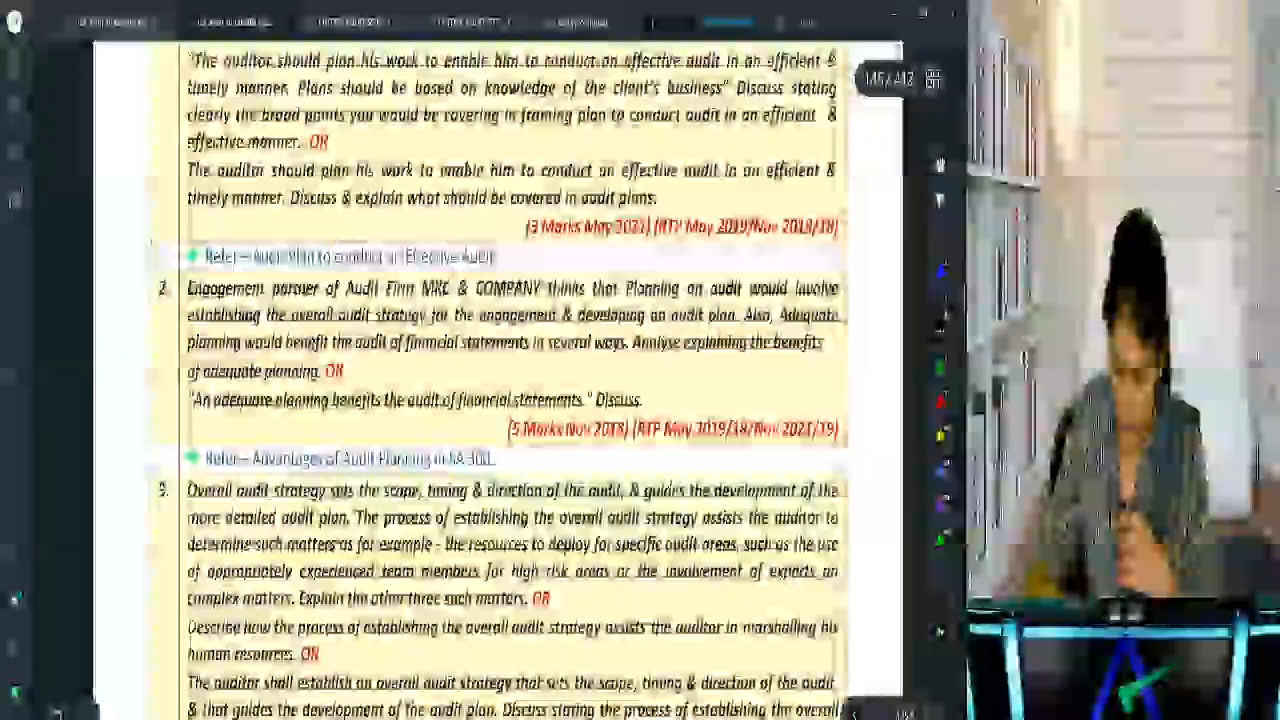 "The auditor should plan his work to enable him to conduct an effective audit in an efficient &
timely manner. Plans should be based on knowledge of the client's business" Discuss stating
clearly the broad points you would be covering in framing plan to conduct audit in an efficient &
effective manner. OR
The auditor should plan his work to enable him to conduct an effective audit in an efficient &
timely manner. Discuss & explain what should be covered in audit plans.
(3 Marks May 2021) (RTP May 2019/Nov 2019/18)
Refer – Audit Plan to conduct an Effective Audit
2. Engagement partner of Audit Firm MKC & COMPANY thinks that Planning an audit would involve
establishing the overall audit strategy for the engagement & developing an audit plan. Also, Adequate
planning would benefit the audit of financial statements in several ways. Analyse explaining the benefits
of adequate planning. OR
"An adequate planning benefits the audit of financial statements." Discuss.
(5 Marks Nov 2018) (RTP May 2019/18/Nov 2021/19)
Refer – Advantages of Audit Planning in SA 300.
3. Overall audit strategy sets the scope, timing & direction of the audit, & guides the development of the
more detailed audit plan. The process of establishing the overall audit strategy assists the auditor to
determine such matters as for example - the resources to deploy for specific audit areas, such as the use
of appropriately experienced team members for high risk areas or the involvement of experts on
complex matters. Explain the other three such matters. OR
Describe how the process of establishing the overall audit strategy assists the auditor in marshalling his
human resources. OR
The auditor shall establish an overall audit strategy that sets the scope, timing & direction of the audit
& that guides the development of the audit plan. Discuss stating the process of establishing the overall